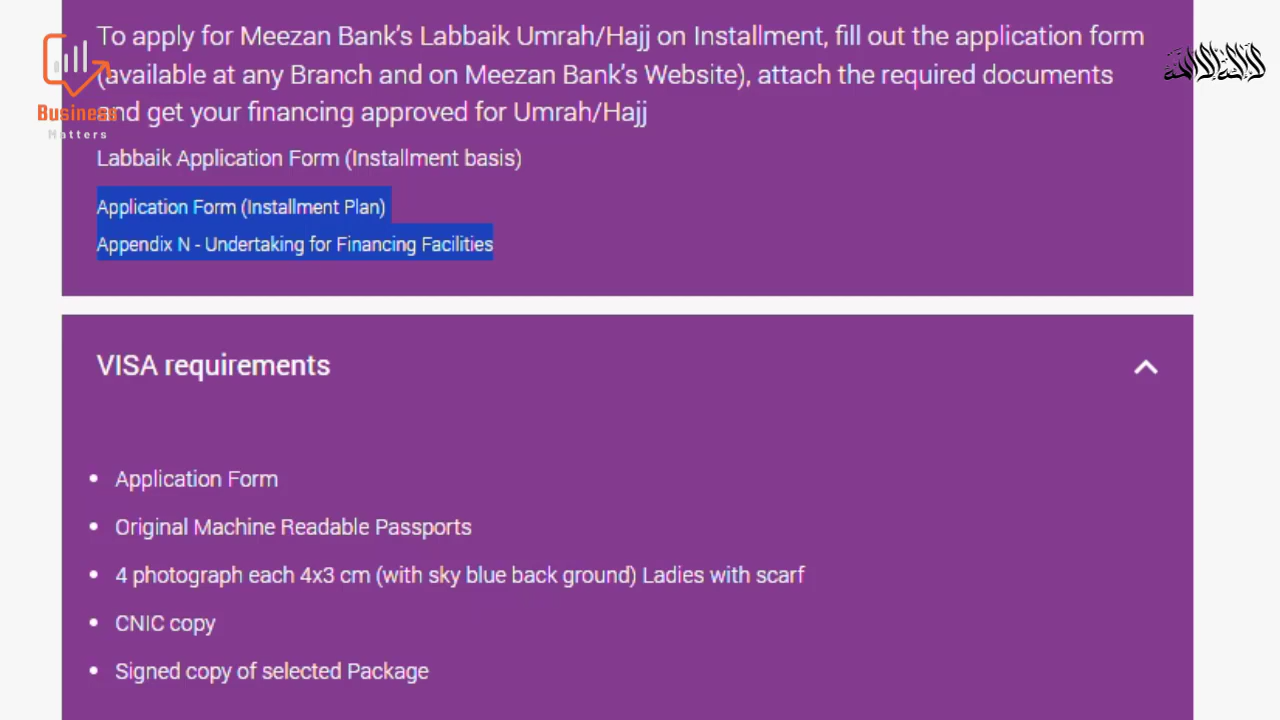 To apply for Meezan Bank's Labbaik Umrah/Hajj on Installment, fill out the application form
(available at any Branch and on Meezan Bank's Website), attach the required documents
and get your financing approved for Umrah/Hajj
Business
Matters
لا إله إلا الله
Labbaik Application Form (Installment basis)
Application Form (Installment Plan)
Appendix N - Undertaking for Financing Facilities
VISA requirements
• Application Form
• Original Machine Readable Passports
• 4 photograph each 4x3 cm (with sky blue back ground) Ladies with scarf
• CNIC copy
• Signed copy of selected Package